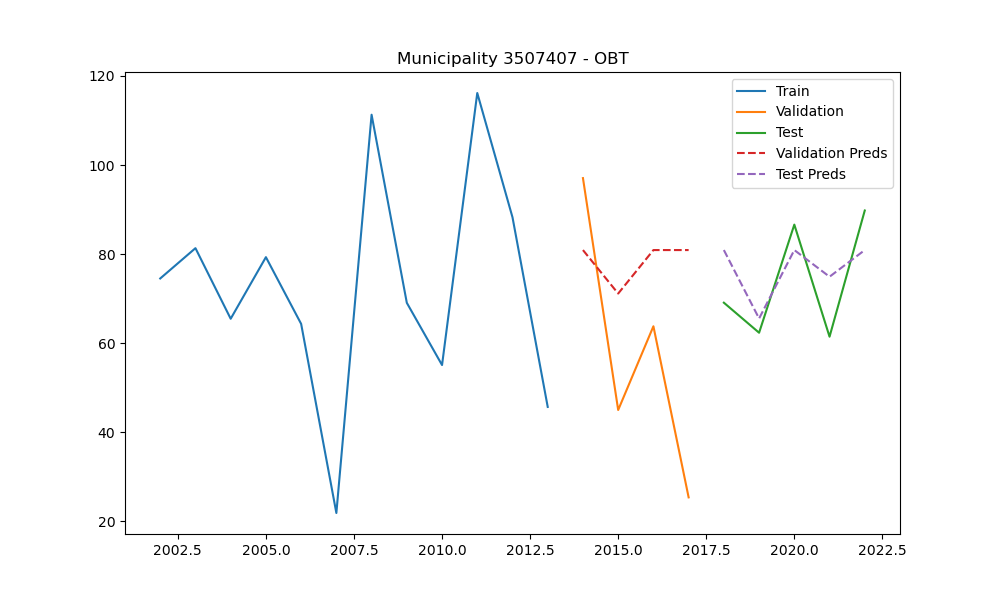 Municipality 3507407 - OBT
Train
Validation
Test
Validation Preds
Test Preds
120
100
80
60
40
20
2002.5 2005.0 2007.5 2010.0 2012.5 2015.0 2017.5 2020.0 2022.5